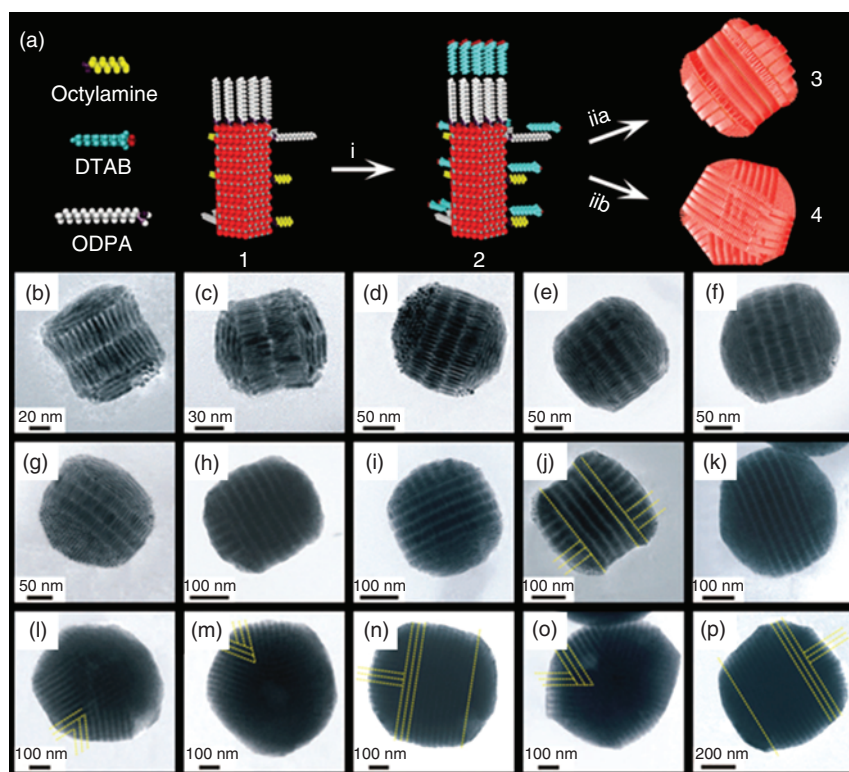 (a)
Octylamine
DTAB
ODPA
1
i
2
iia
iib
3
4
(b)
20 nm
(c)
30 nm
(d)
50 nm
(e)
50 nm
(f)
50 nm
(g)
50 nm
(h)
100 nm
(i)
100 nm
(j)
100 nm
(k)
100 nm
(l)
100 nm
(m)
100 nm
(n)
100 nm
(o)
100 nm
(p)
200 nm